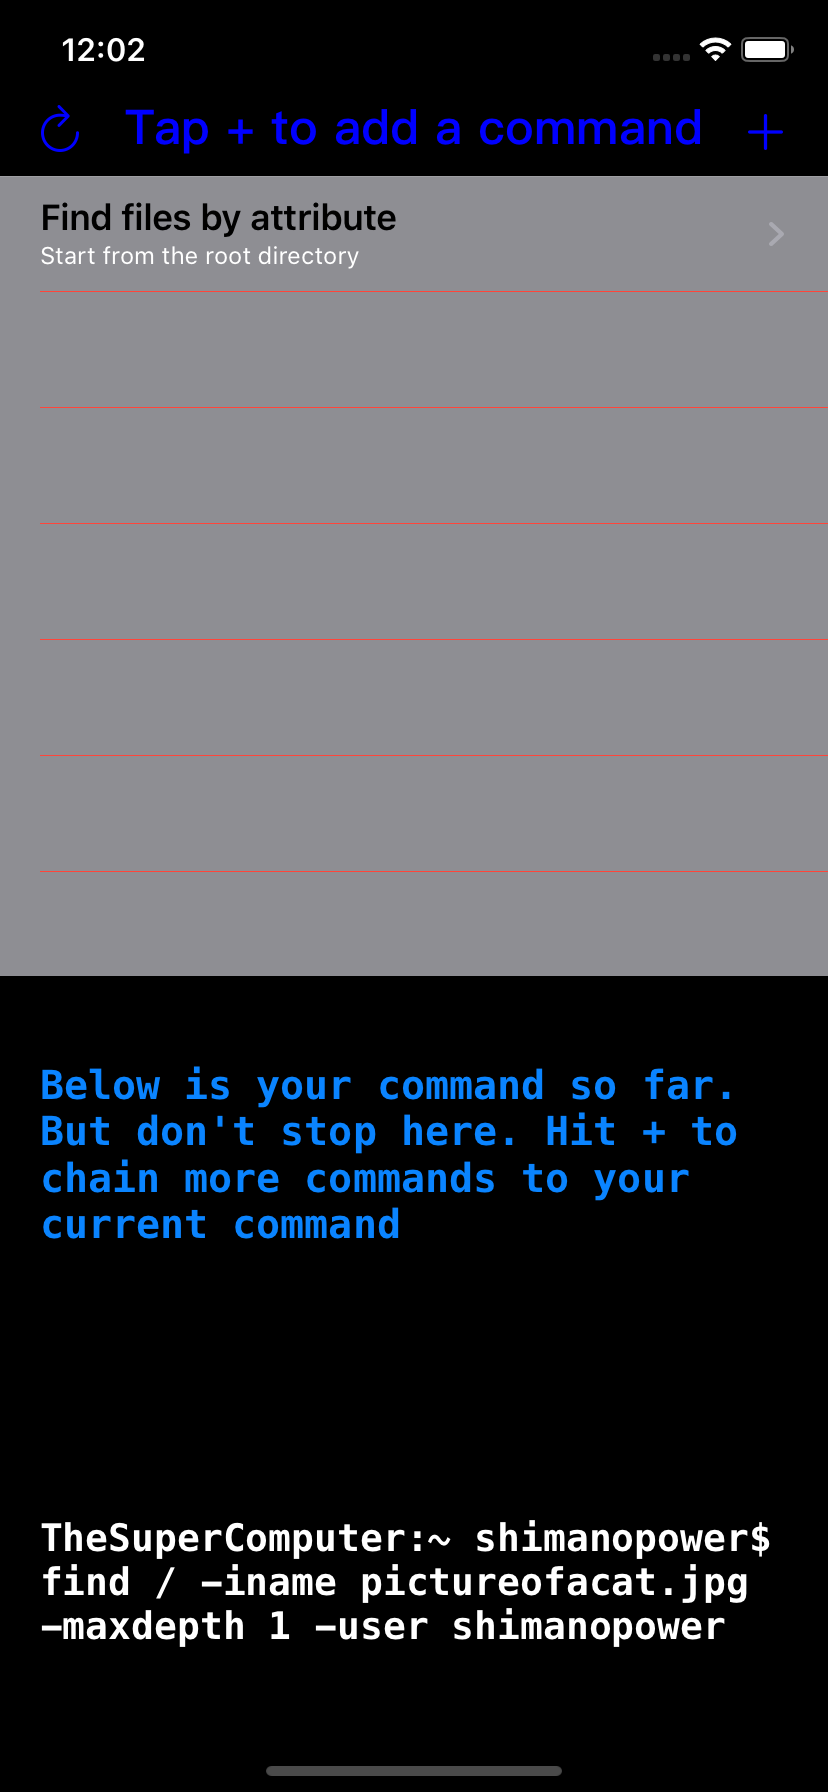 12:02
Tap + to add a command
Find files by attribute
Start from the root directory
Below is your command so far.
But don't stop here. Hit + to
chain more commands to your
current command
TheSuperComputer:~ shimanopower$
find / -iname pictureofacat.jpg
-maxdepth 1 -user shimanopower